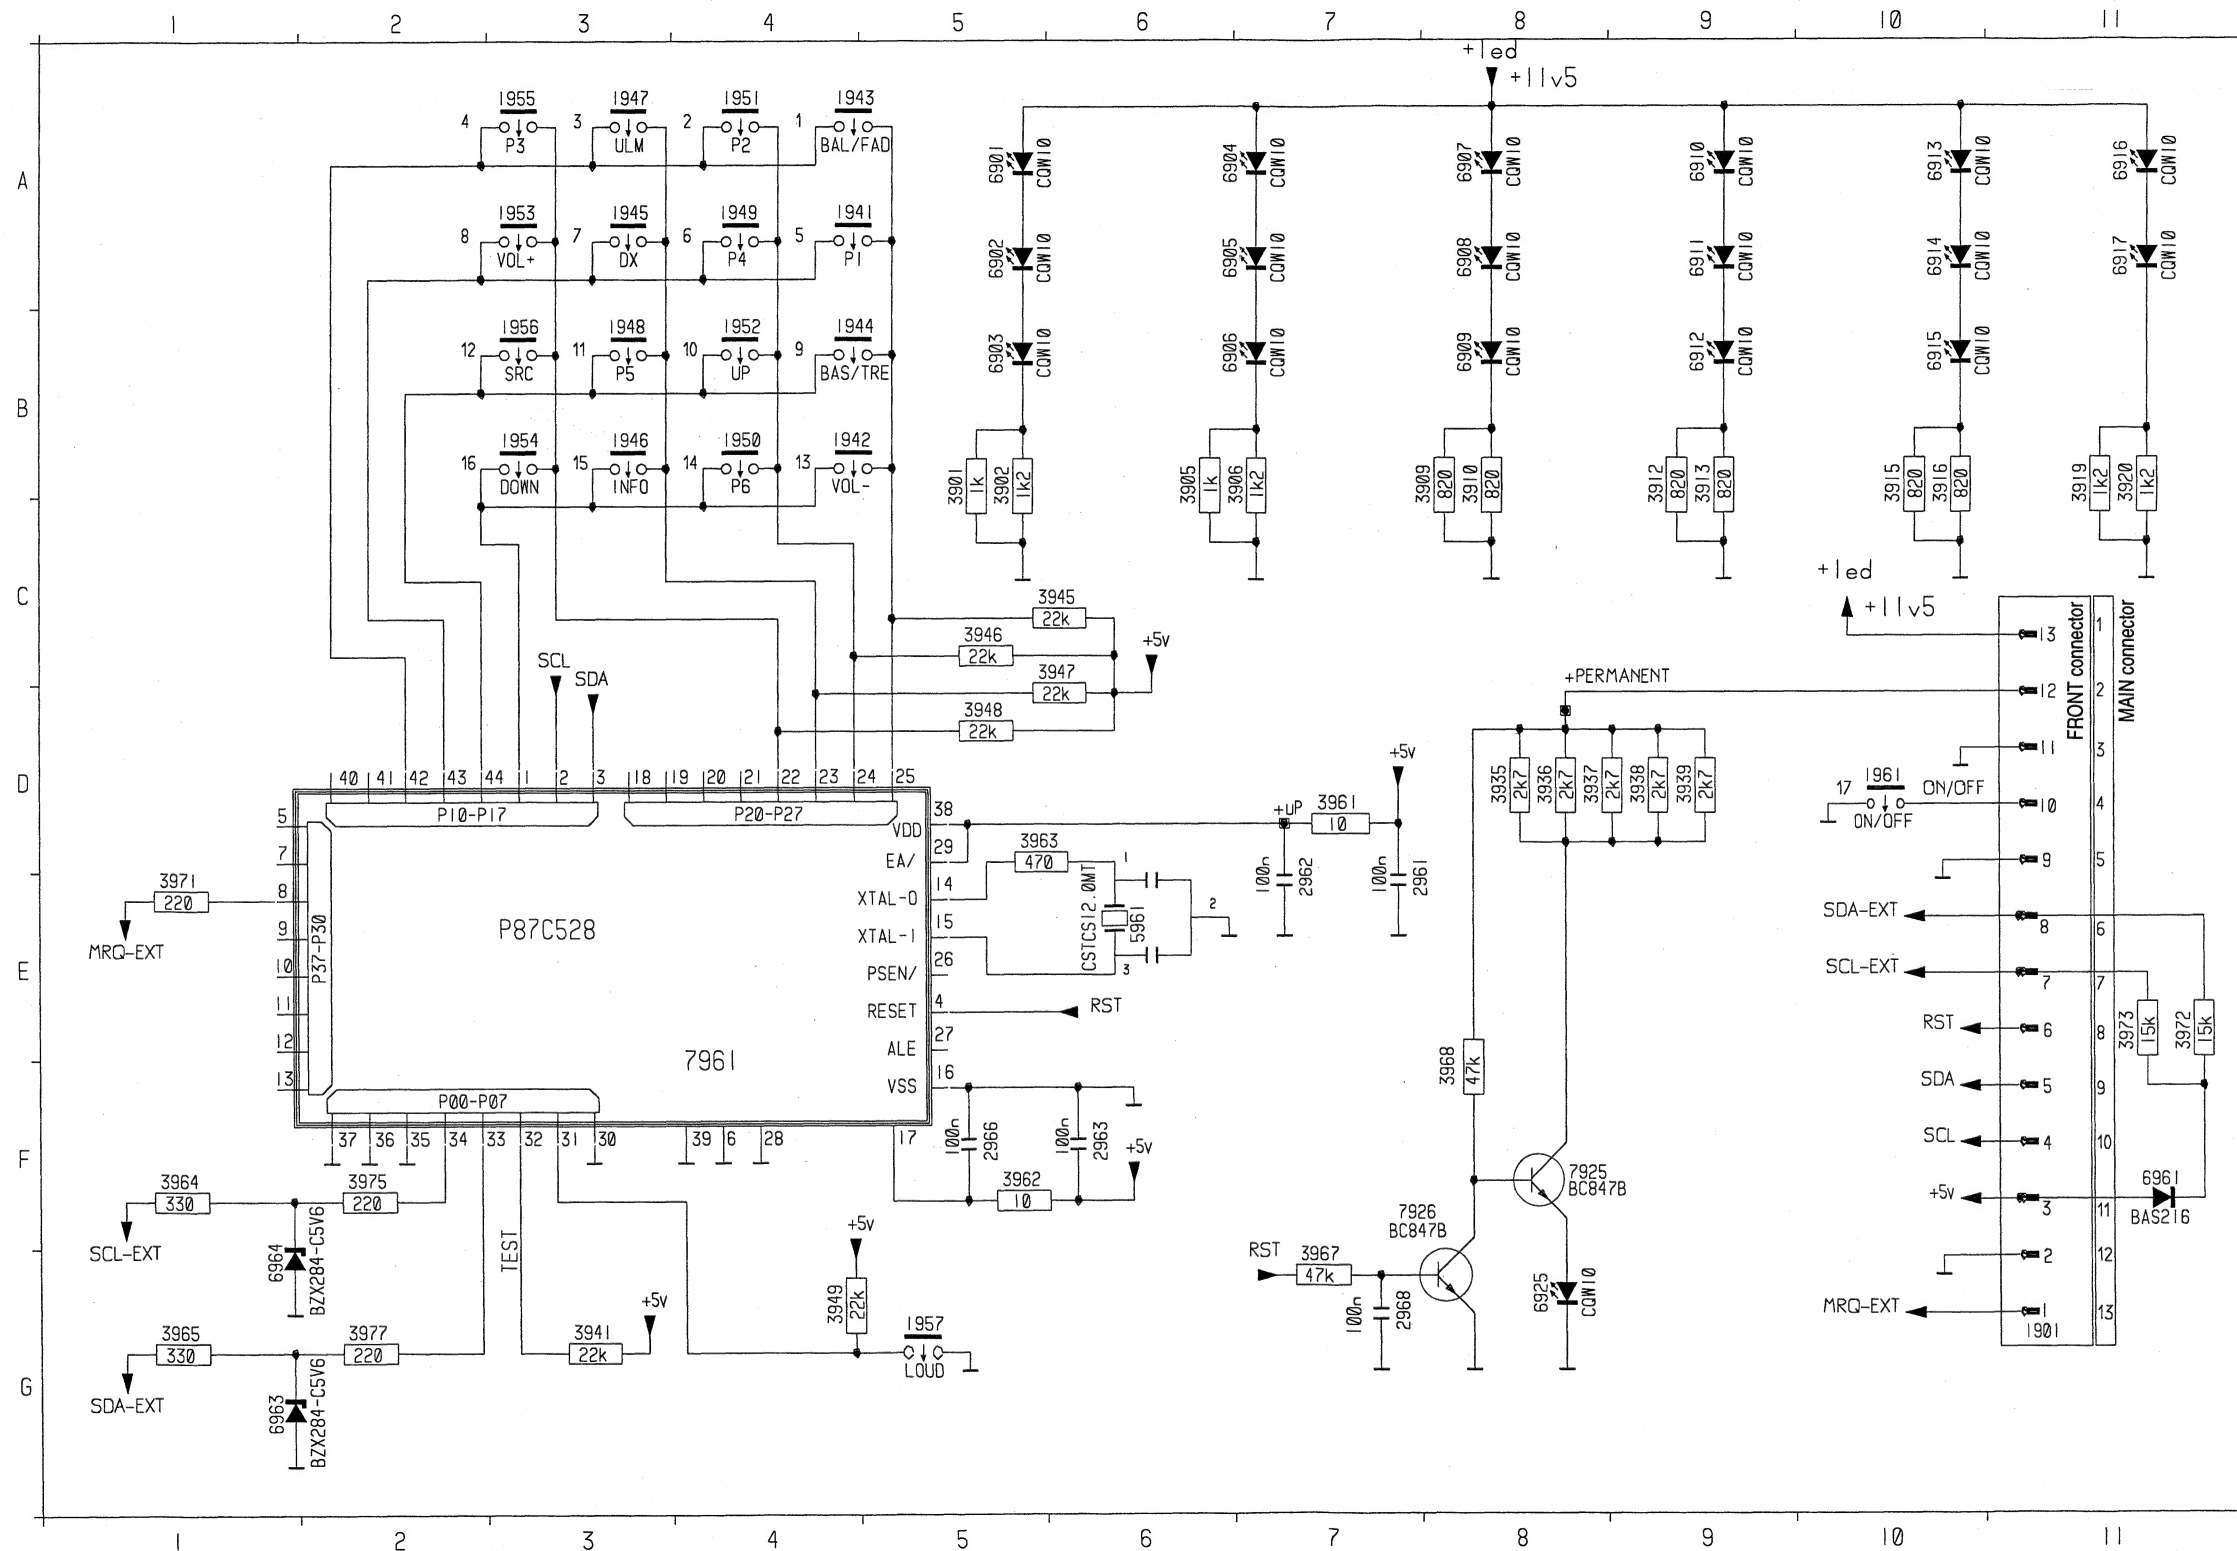 1 2 3 4 5 6 7 8 9 10 11
+led
+11v5
1955 1947 1951 1943
4 3 2 1
P3 ULM P2 BAL/FAD
A
6901 CQW10 6904 CQW10 6907 CQW10 6910 CQW10 6913 CQW10 6916 CQW10
1953 1945 1949 1941
8 7 6 5
VOL+ DX P4 P1
6902 CQW10 6905 CQW10 6908 CQW10 6911 CQW10 6914 CQW10 6917 CQW10
1956 1948 1952 1944
12 11 10 9
SRC P5 UP BAS/TRE
6903 CQW10 6906 CQW10 6909 CQW10 6912 CQW10 6915 CQW10
B
1954 1946 1950 1942
16 15 14 13
DOWN INFO P6 VOL-
3901 1k 3902 1k2 3905 1k 3906 1k2 3909 820 3910 820 3912 820 3913 820 3915 820 3916 820 3919 1k2 3920 1k2
C
+led
+11v5
3945
22k
3946
22k
3947
22k
3948
22k
+5v
SCL
SDA
+PERMANENT
FRONT connector
MAIN connector
13 1
12 2
11 3
D
40 41 42 43 44 1 2 3 18 19 20 21 22 23 24 25
P10-P17 P20-P27
+5v
3935 2k7 3936 2k7 3937 2k7 3938 2k7 3939 2k7
17 1961 ON/OFF 10 4
ON/OFF
5
7
8
9
10
11
12
13
P37-P30
38
VDD
29
EA/
14
XTAL-O
15
XTAL-I
26
PSEN/
4
RESET
27
ALE
16
VSS
+uP 3961
10
3963
470
1
2
3
CSTCS12.0MT
5961
100n 2962
100n 2961
9 5
3971
220
MRQ-EXT
P87C528
7961
E
RST
SDA-EXT 8 6
SCL-EXT 7 7
RST 6 8
3973 15k 3972 15k
SDA 5 9
SCL 4 10
6961
+5v 3 11
BAS216
2 12
MRQ-EXT 1 13
1901
3968 47k
P00-P07
37 36 35 34 33 32 31 30 39 6 28 17
F
100n 2966
100n 2963
+5v
3962
10
3964
330
3975
220
SCL-EXT
6964 BZX284-C5V6
TEST
+5v
3949 22k
7925
BC847B
7926
BC847B
RST 3967
47k
100n 2968
6925 CQW10
3965
330
3977
220
3941
22k
+5v
1957
LOUD
G
SDA-EXT
6963 BZX284-C5V6
1 2 3 4 5 6 7 8 9 10 11